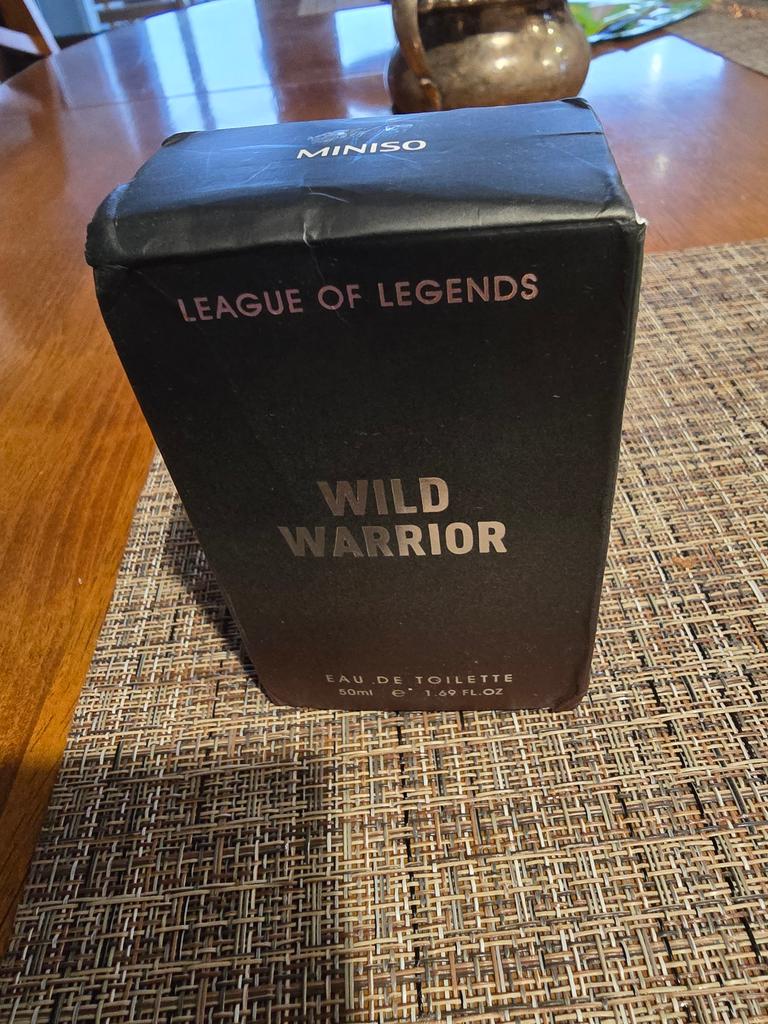 MINISO
LEAGUE OF LEGENDS
WILD
WARRIOR
EAU DE TOILETTE
50ml ℮ 1.69 FL.OZ